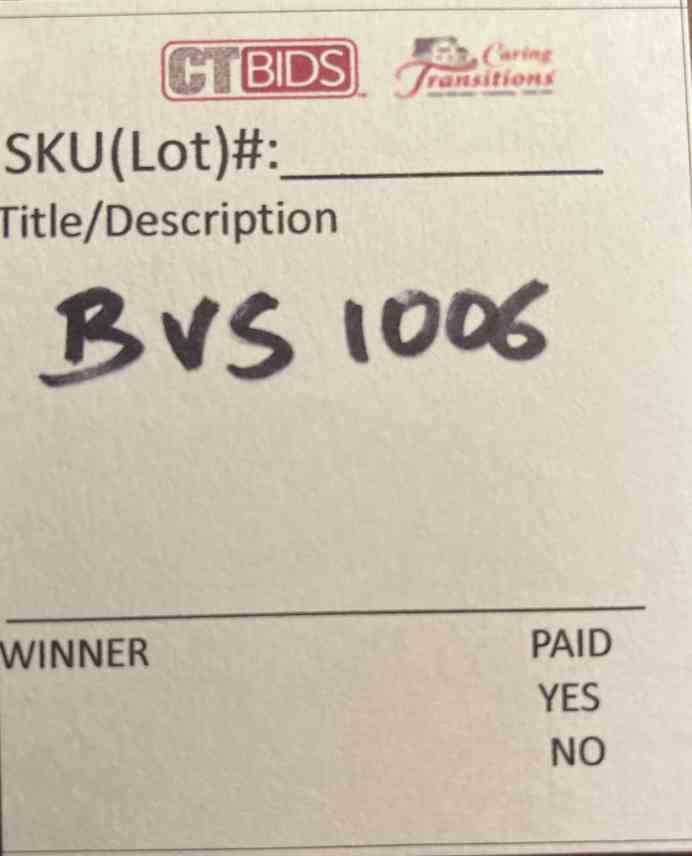 CTBIDS
Caring
Transitions
SKU(Lot)#:
Title/Description
BVS 1006
WINNER
PAID
YES
NO